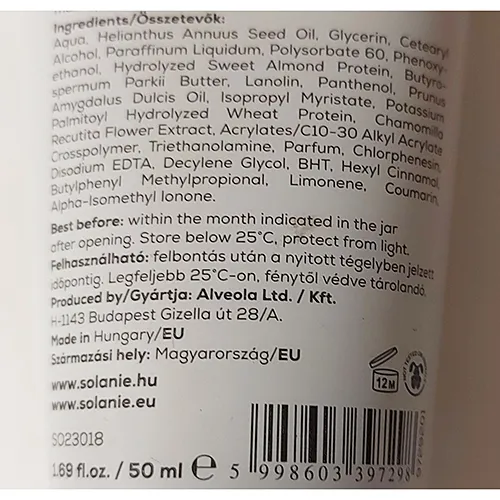 Ingredients/Összetevők:
Aqua, Helianthus Annuus Seed Oil, Glycerin, Cetearyl
Alcohol, Paraffinum Liquidum, Polysorbate 60, Phenoxy-
ethanol, Hydrolyzed Sweet Almond Protein, Butyro-
spermum Parkii Butter, Lanolin, Panthenol, Prunus
Amygdalus Dulcis Oil, Isopropyl Myristate, Potassium
Palmitoyl Hydrolyzed Wheat Protein, Chamomilla
Recutita Flower Extract, Acrylates/C10-30 Alkyl Acrylate
Crosspolymer, Triethanolamine, Parfum, Chlorphenesin,
Disodium EDTA, Decylene Glycol, BHT, Hexyl Cinnamal,
Butylphenyl Methylpropional, Limonene, Coumarin,
Alpha-Isomethyl Ionone.
Best before: within the month indicated in the jar
after opening. Store below 25°C, protect from light.
Felhasználható: felbontás után a nyitott tégelyben jelzett
időpontig. Legfeljebb 25°C-on, fénytől védve tárolandó.
Produced by/Gyártja: Alveola Ltd. / Kft.
H-1143 Budapest Gizella út 28/A.
Made in Hungary/EU
Származási hely: Magyarország/EU
12M
www.solanie.hu
www.solanie.eu
SO23018
1.69 fl.oz. / 50 ml e
5 998603 397298